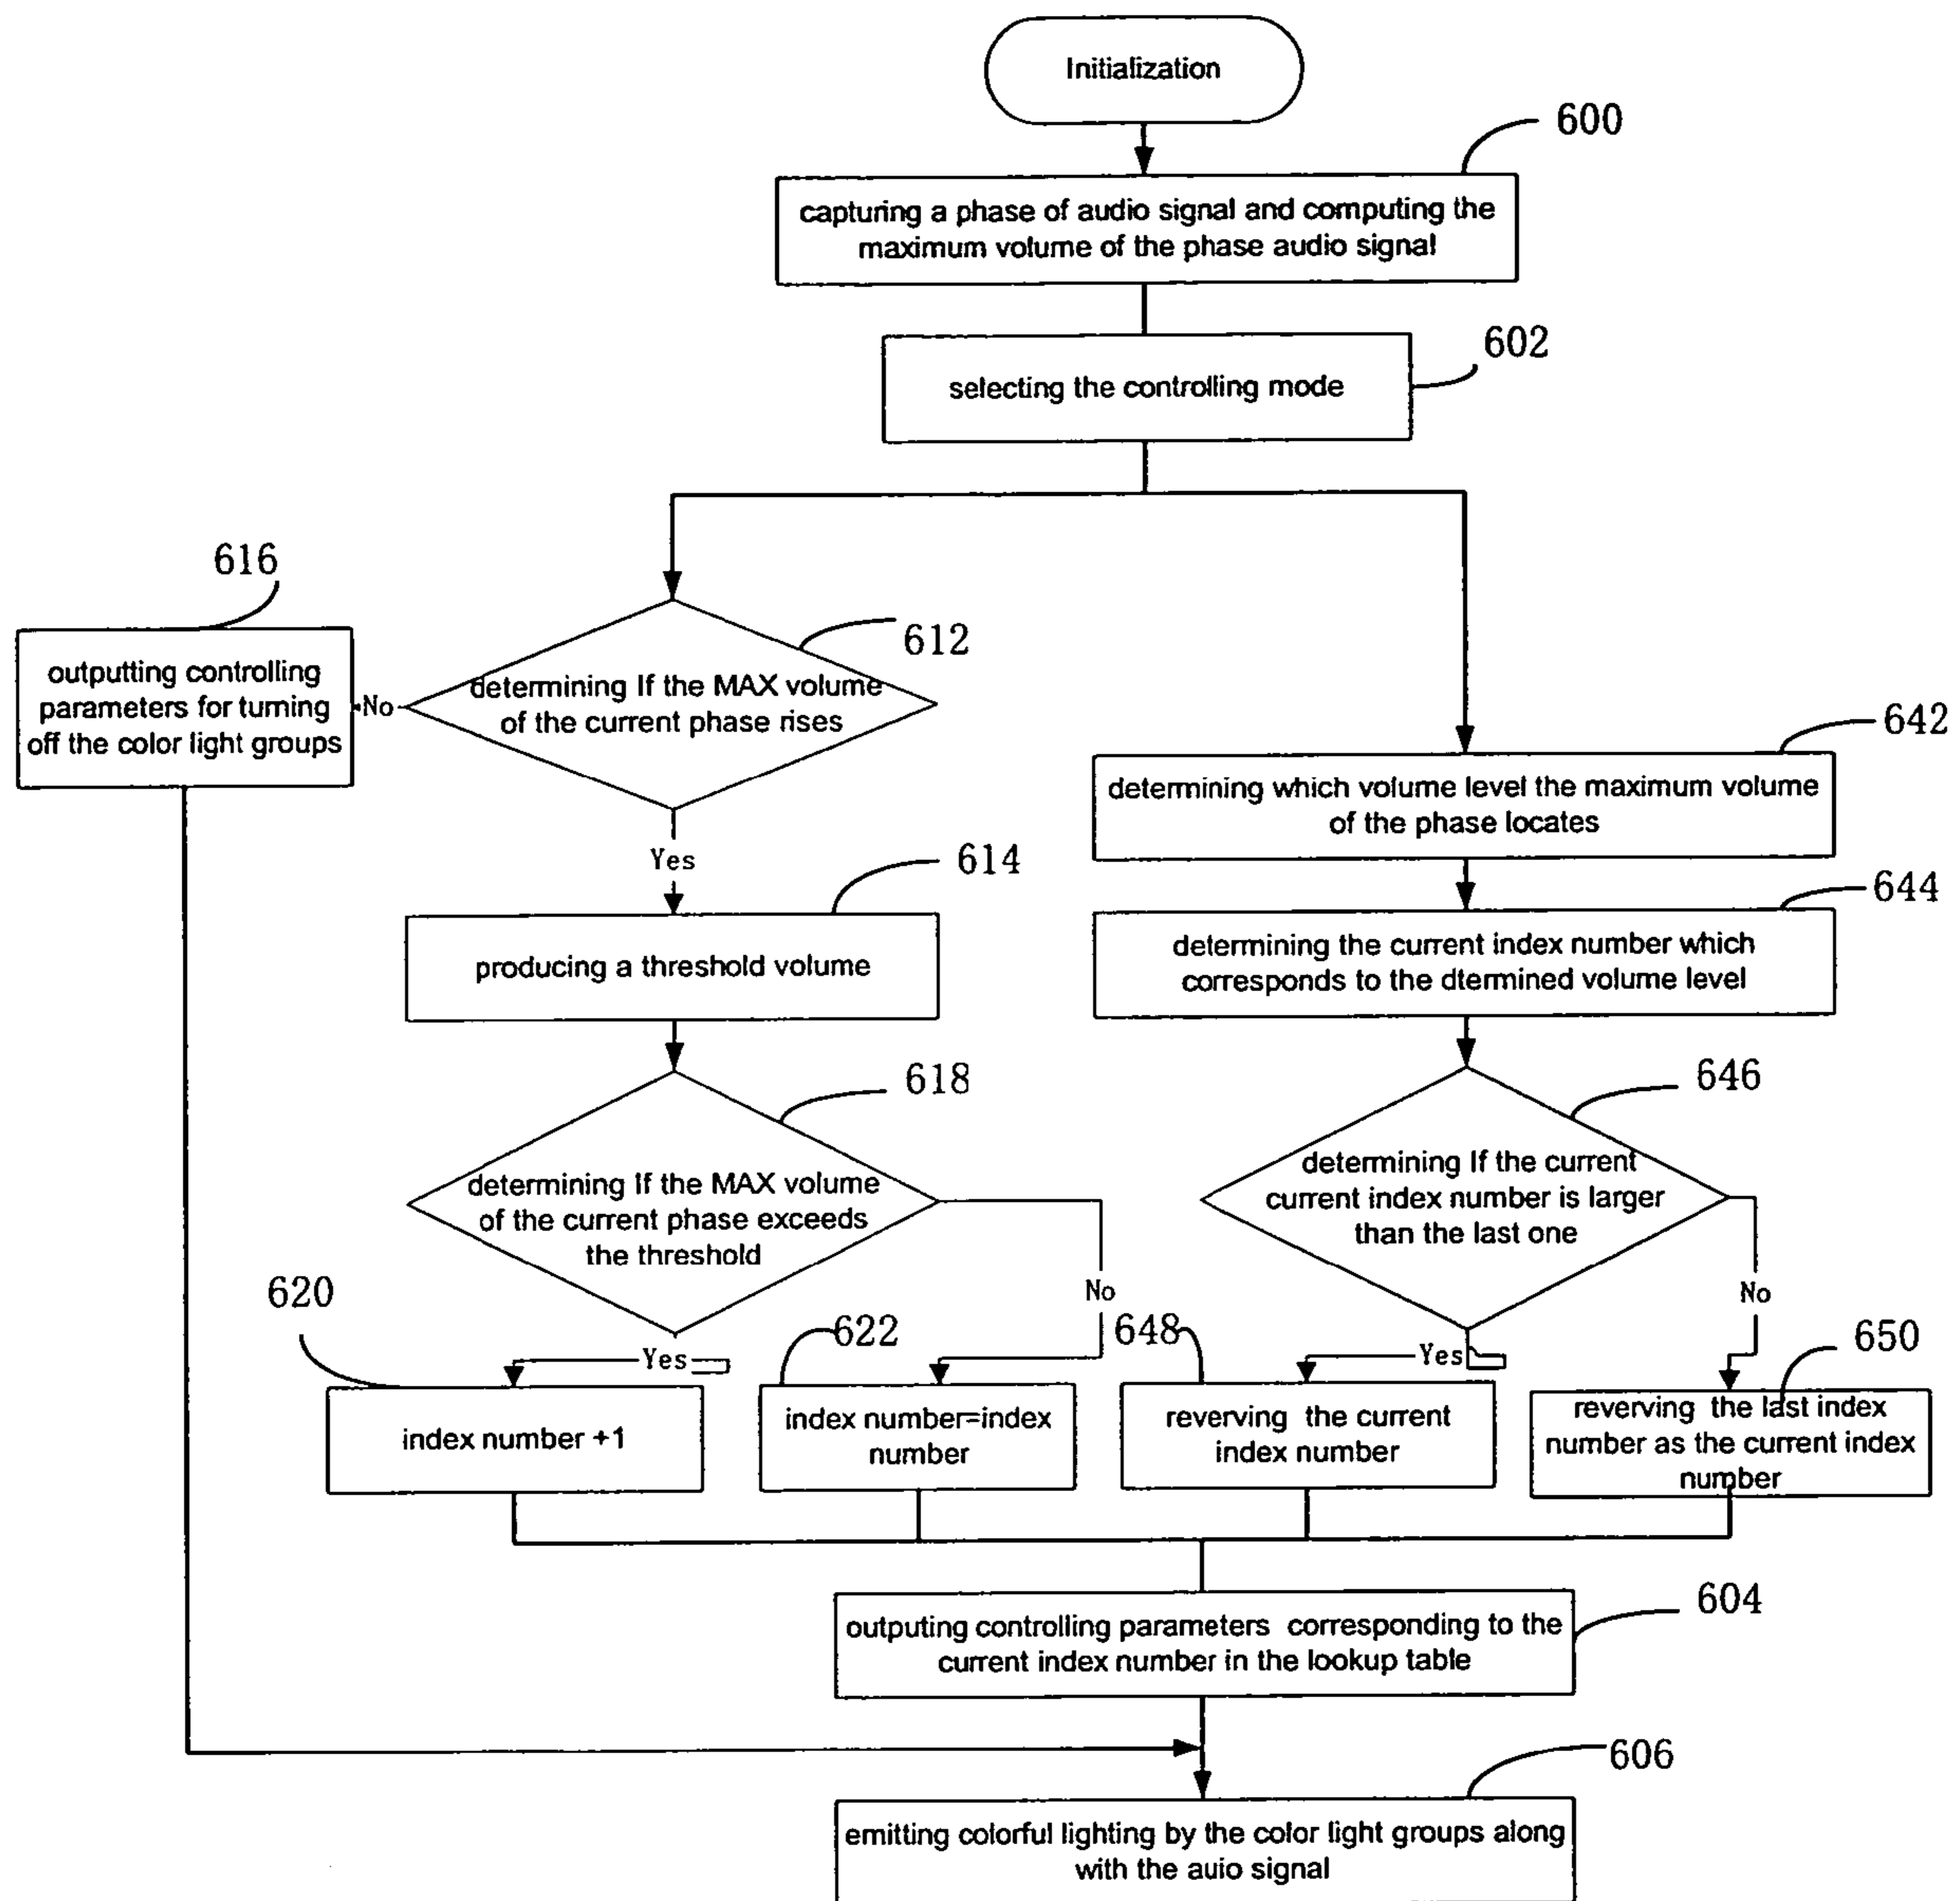 Initialization
600
capturing a phase of audio signal and computing the
maximum volume of the phase audio signal
602
selecting the controlling mode
616
outputting controlling
parameters for turning
off the color light groups
No
612
determining If the MAX volume
of the current phase rises
642
determining which volume level the maximum volume
of the phase locates
Yes
614
producing a threshold volume
644
determining the current index number which
corresponds to the dtermined volume level
618
determining If the MAX volume
of the current phase exceeds
the threshold
646
determining If the current
current index number is larger
than the last one
No
No
620
Yes
index number +1
622
index number=index
number
648
Yes
reverving the current
index number
650
reverving the last index
number as the current index
number
604
outputing controlling parameters corresponding to the
current index number in the lookup table
606
emitting colorful lighting by the color light groups along
with the auio signal